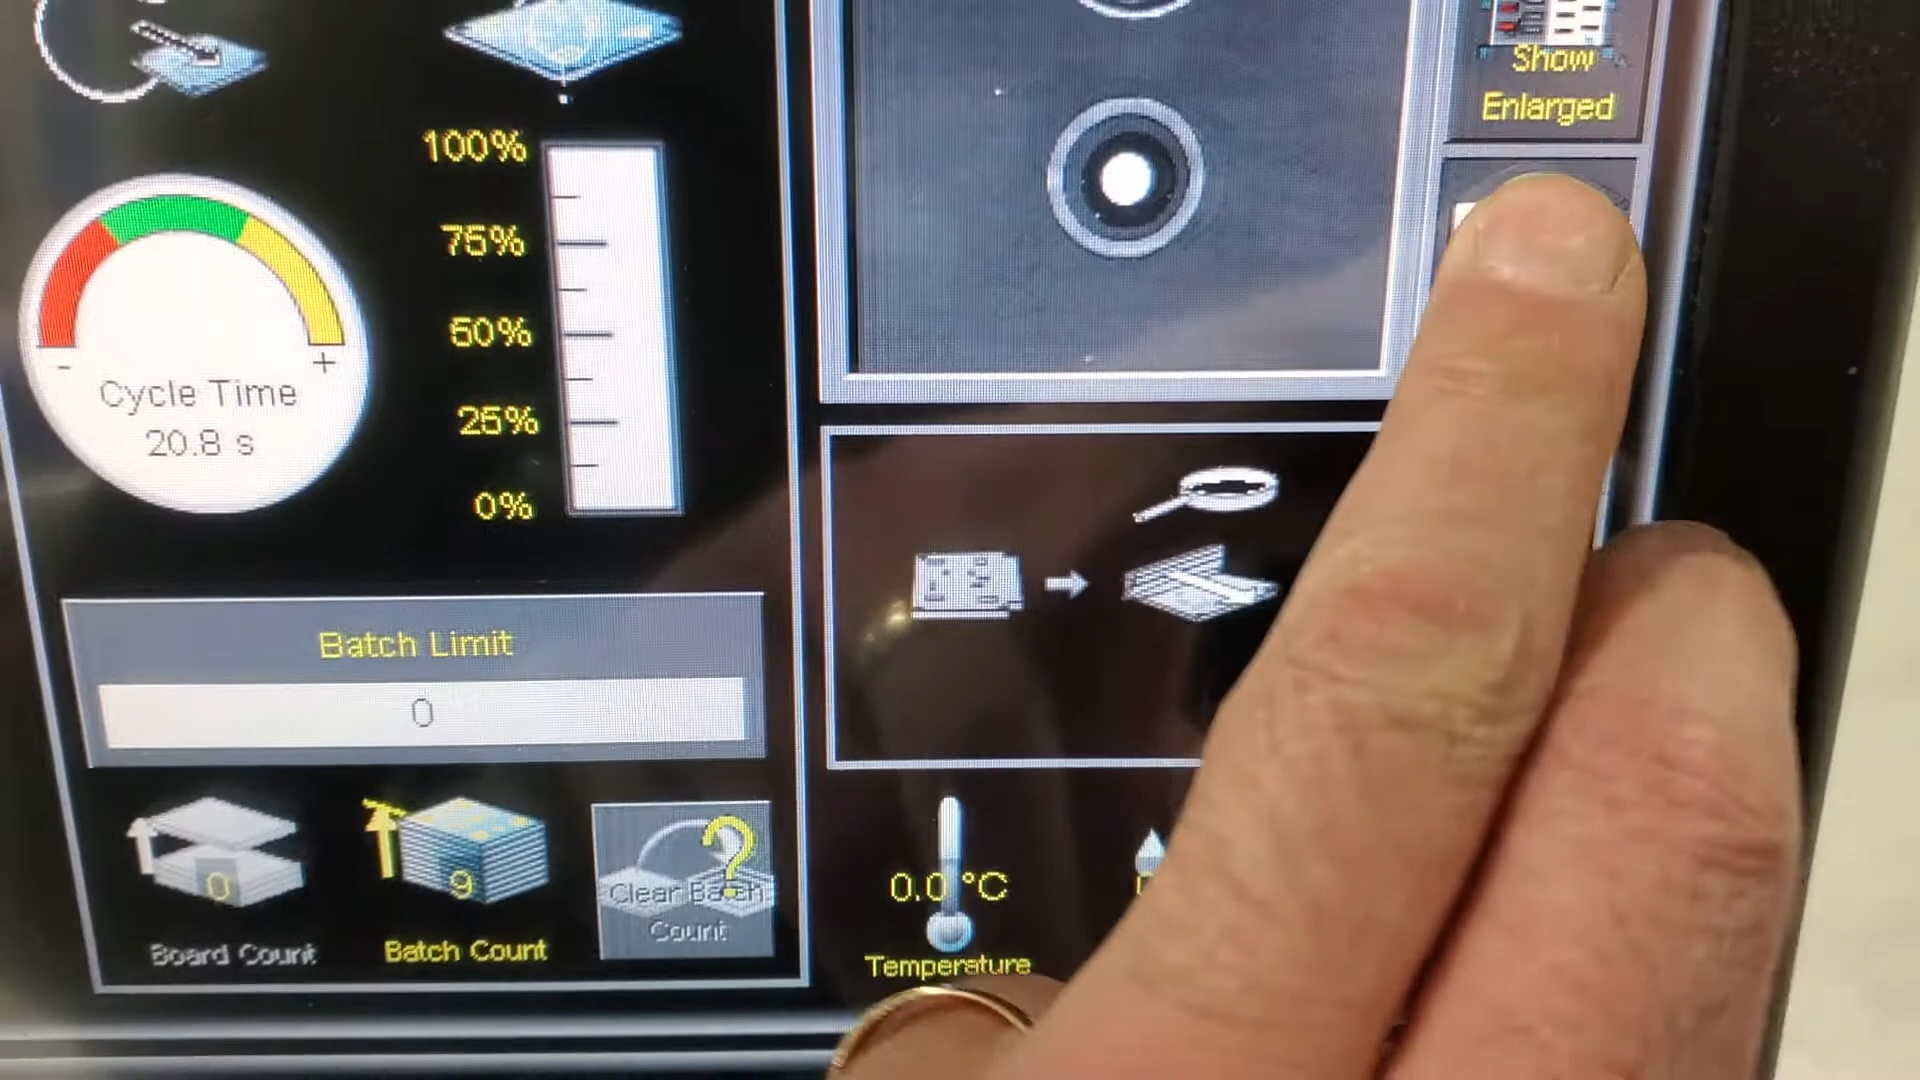 Show
Enlarged
100%
75%
50%
25%
0%
-
+
Cycle Time
20.8 s
Batch Limit
0
0
Board Count
9
Batch Count
?
Clear Batch
Count
0.0 °C
Temperature